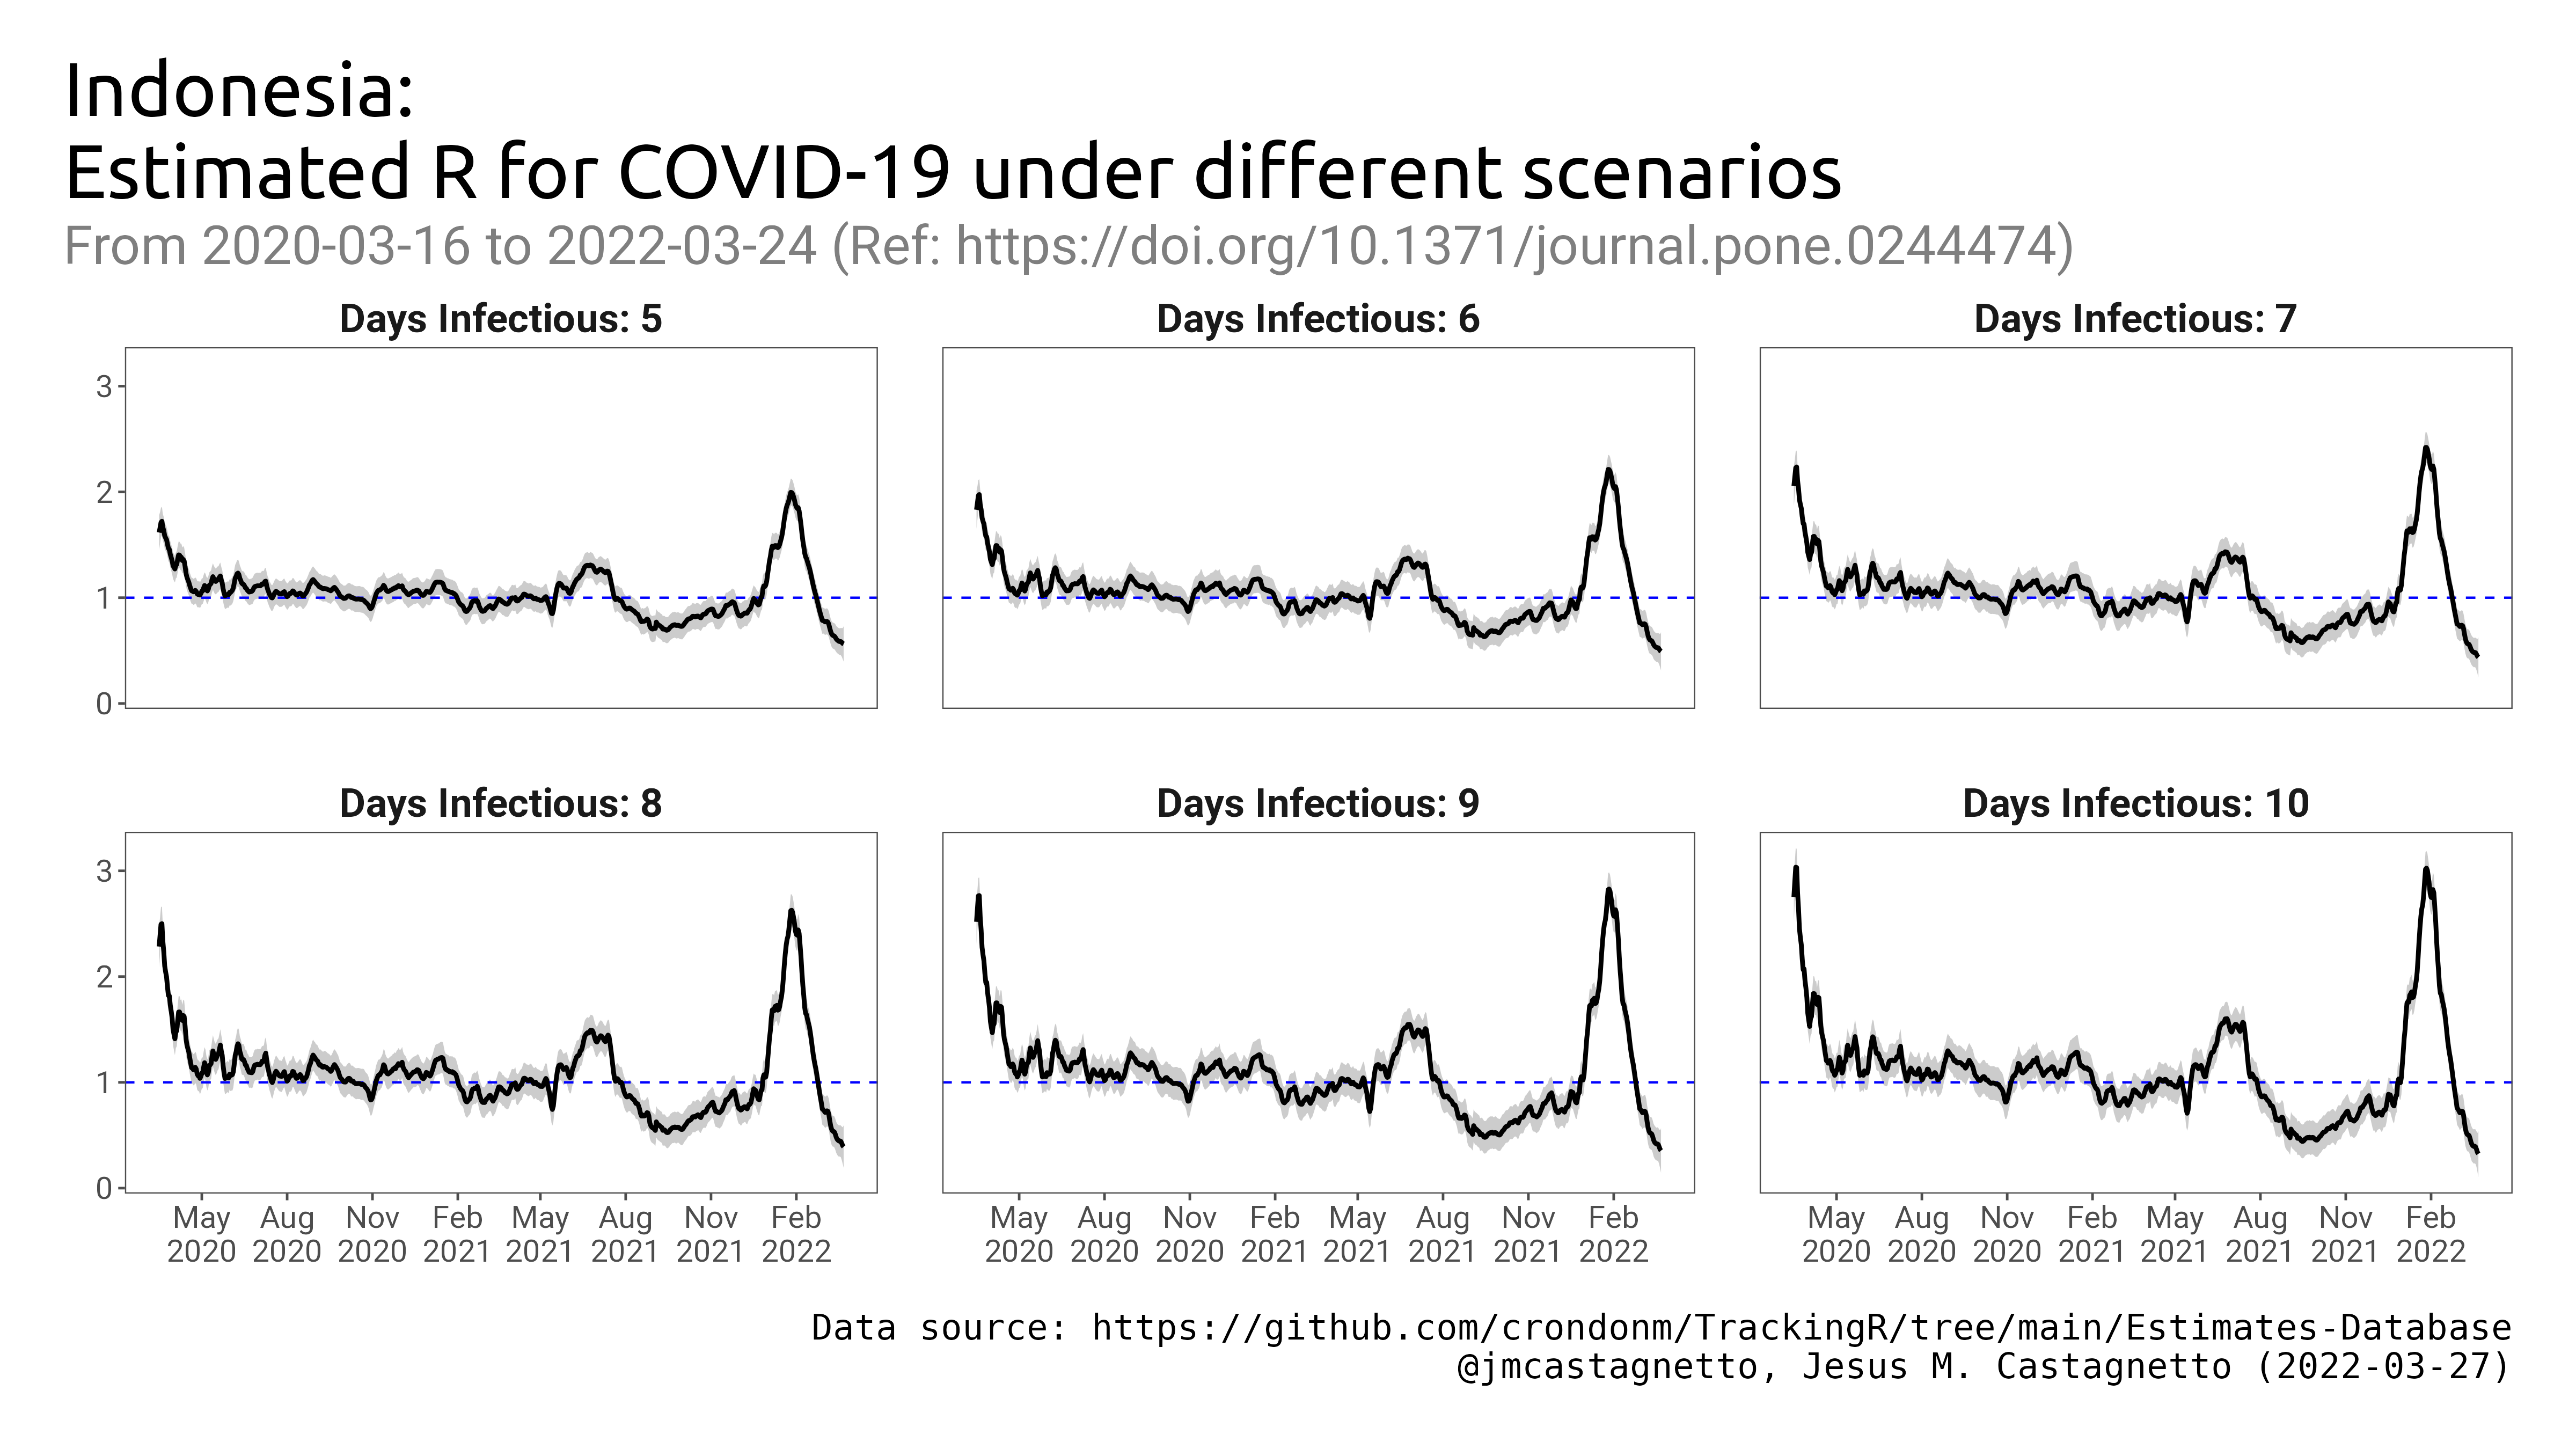 Indonesia:
Estimated R for COVID-19 under different scenarios
From 2020-03-16 to 2022-03-24 (Ref: https://doi.org/10.1371/journal.pone.0244474)
Days Infectious: 5
Days Infectious: 6
Days Infectious: 7
3
2
1
0
Days Infectious: 8
Days Infectious: 9
Days Infectious: 10
3
2
1
0
May Aug Nov Feb May Aug Nov Feb
2020 2020 2020 2021 2021 2021 2021 2022
May Aug Nov Feb May Aug Nov Feb
2020 2020 2020 2021 2021 2021 2021 2022
May Aug Nov Feb May Aug Nov Feb
2020 2020 2020 2021 2021 2021 2021 2022
Data source: https://github.com/crondonm/TrackingR/tree/main/Estimates-Database
@jmcastagnetto, Jesus M. Castagnetto (2022-03-27)